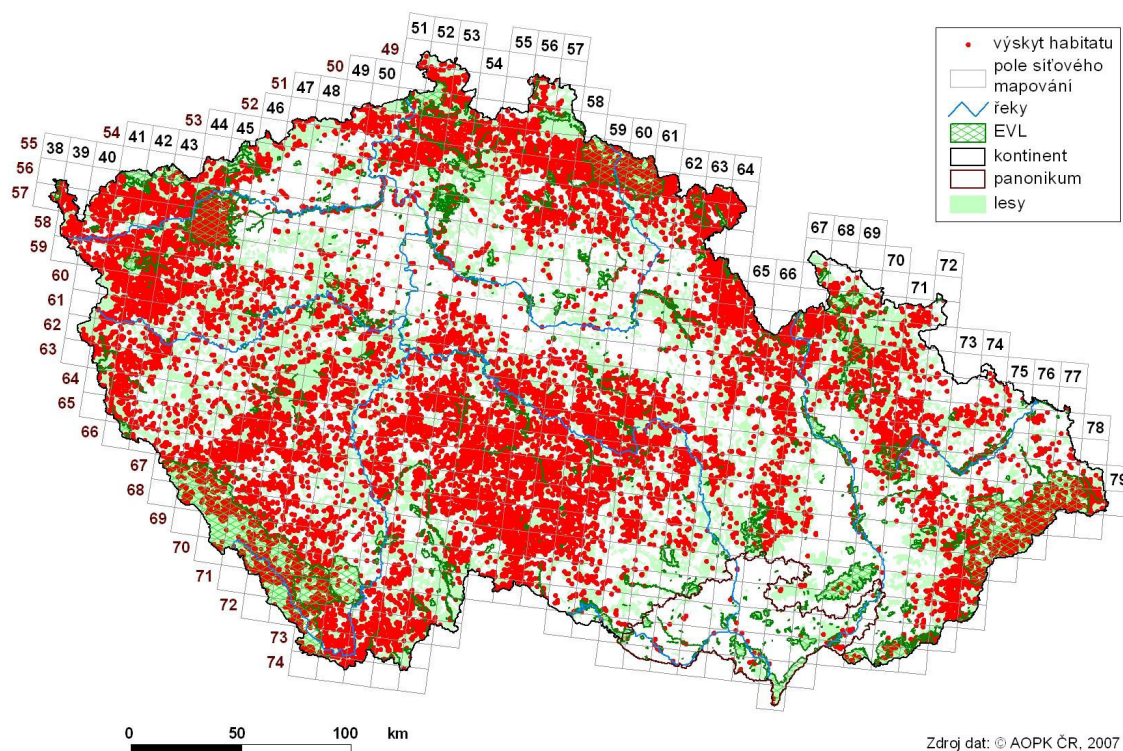 51 52 53
55 56 57
49
54
50 49 50
51 47 48
58
52 46
59 60 61
53 44 45
54 41 42 43
62 63 64
55 38 39 40
56
57
67 68 69
58
70 72
59
65 66
71
60
61
62
73 74
63
75 76 77
64
65
78
66
67
79
68
69
70
71
72
73
74
výskyt habitatu
pole síťového
mapování
řeky
EVL
kontinent
panonikum
lesy
0 50 100 km
Zdroj dat: © AOPK ČR, 2007